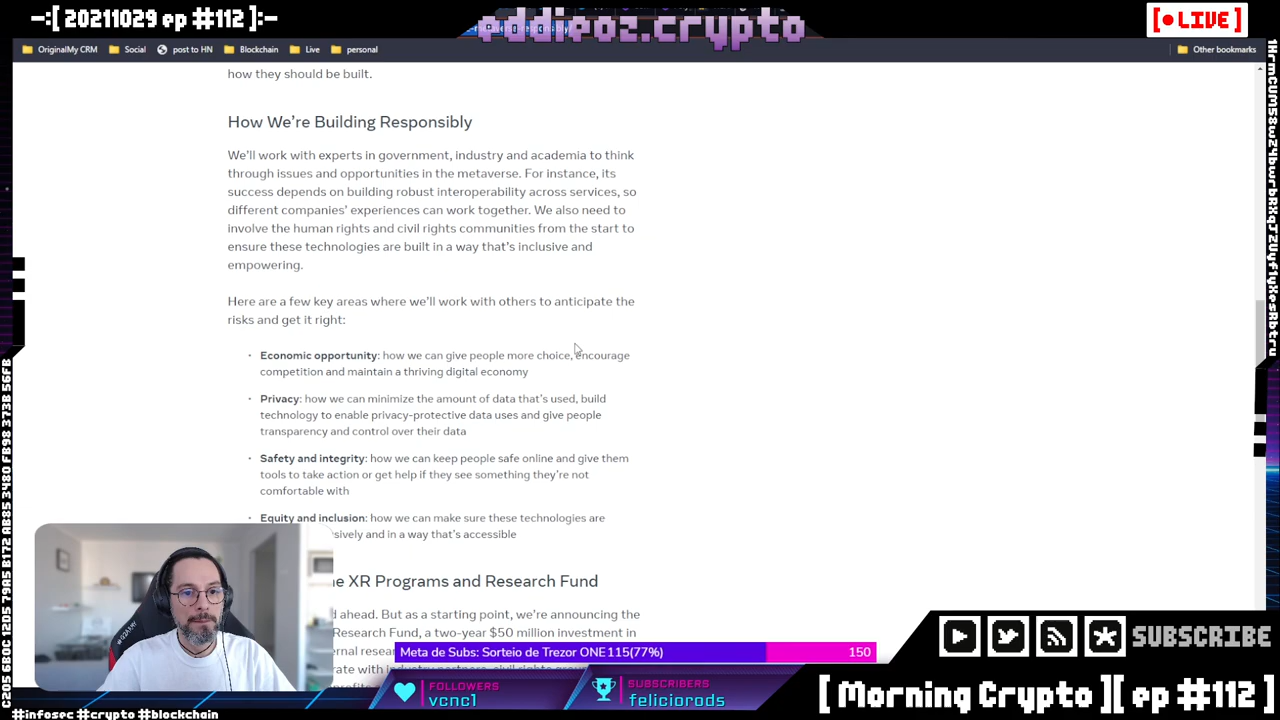 -:[ 20211029 ep #112 ]:-
eddieoz.crypto
[● LIVE ]
OriginalMy CRM
Social
post to HN
Blockchain
Live
personal
Other bookmarks
how they should be built.
How We’re Building Responsibly
We’ll work with experts in government, industry and academia to think
through issues and opportunities in the metaverse. For instance, its
success depends on building robust interoperability across services, so
different companies’ experiences can work together. We also need to
involve the human rights and civil rights communities from the start to
ensure these technologies are built in a way that’s inclusive and
empowering.
Here are a few key areas where we’ll work with others to anticipate the
risks and get it right:
• Economic opportunity: how we can give people more choice, encourage
competition and maintain a thriving digital economy
• Privacy: how we can minimize the amount of data that’s used, build
technology to enable privacy-protective data uses and give people
transparency and control over their data
• Safety and integrity: how we can keep people safe online and give them
tools to take action or get help if they see something they’re not
comfortable with
• Equity and inclusion: how we can make sure these technologies are
sively and in a way that’s accessible
e XR Programs and Research Fund
d ahead. But as a starting point, we’re announcing the
Research Fund, a two-year $50 million investment in
Meta de Subs: Sorteio de Trezor ONE 115(77%)
150
SUBSCRIBE
FOLLOWERS
vcnc1
SUBSCRIBERS
feliciorods
[ Morning Crypto ][ ep #112 ]
#infosec #crypto #blockchain